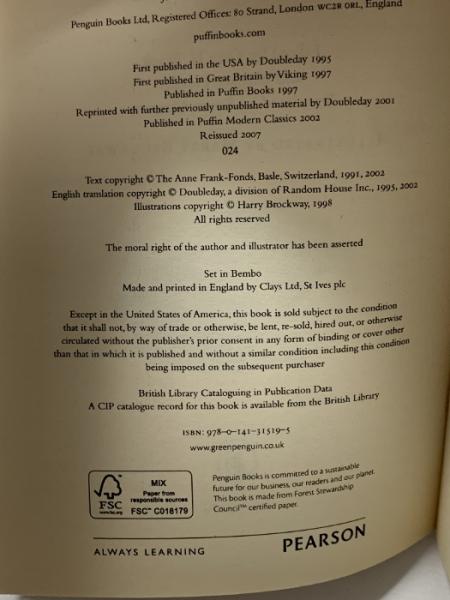 Penguin Books Ltd, Registered Offices: 80 Strand, London WC2R 0RL, England
puffinbooks.com
First published in the USA by Doubleday 1995
First published in Great Britain by Viking 1997
Published in Puffin Books 1997
Reprinted with further previously unpublished material by Doubleday 2001
Published in Puffin Modern Classics 2002
Reissued 2007
024
Text copyright © The Anne Frank-Fonds, Basle, Switzerland, 1991, 2002
English translation copyright © Doubleday, a division of Random House Inc., 1995, 2002
Illustrations copyright © Harry Brockway, 1998
All rights reserved
The moral right of the author and illustrator has been asserted
Set in Bembo
Made and printed in England by Clays Ltd, St Ives plc
Except in the United States of America, this book is sold subject to the condition
that it shall not, by way of trade or otherwise, be lent, re-sold, hired out, or otherwise
circulated without the publisher's prior consent in any form of binding or cover other
than that in which it is published and without a similar condition including this condition
being imposed on the subsequent purchaser
British Library Cataloguing in Publication Data
A CIP catalogue record for this book is available from the British Library
ISBN: 978-0-141-31519-5
www.greenpenguin.co.uk
FSC
www.fsc.org
MIX
Paper from
responsible sources
FSC™ C018179
Penguin Books is committed to a sustainable
future for our business, our readers and our planet.
This book is made from Forest Stewardship
Council™ certified paper.
ALWAYS LEARNING
PEARSON